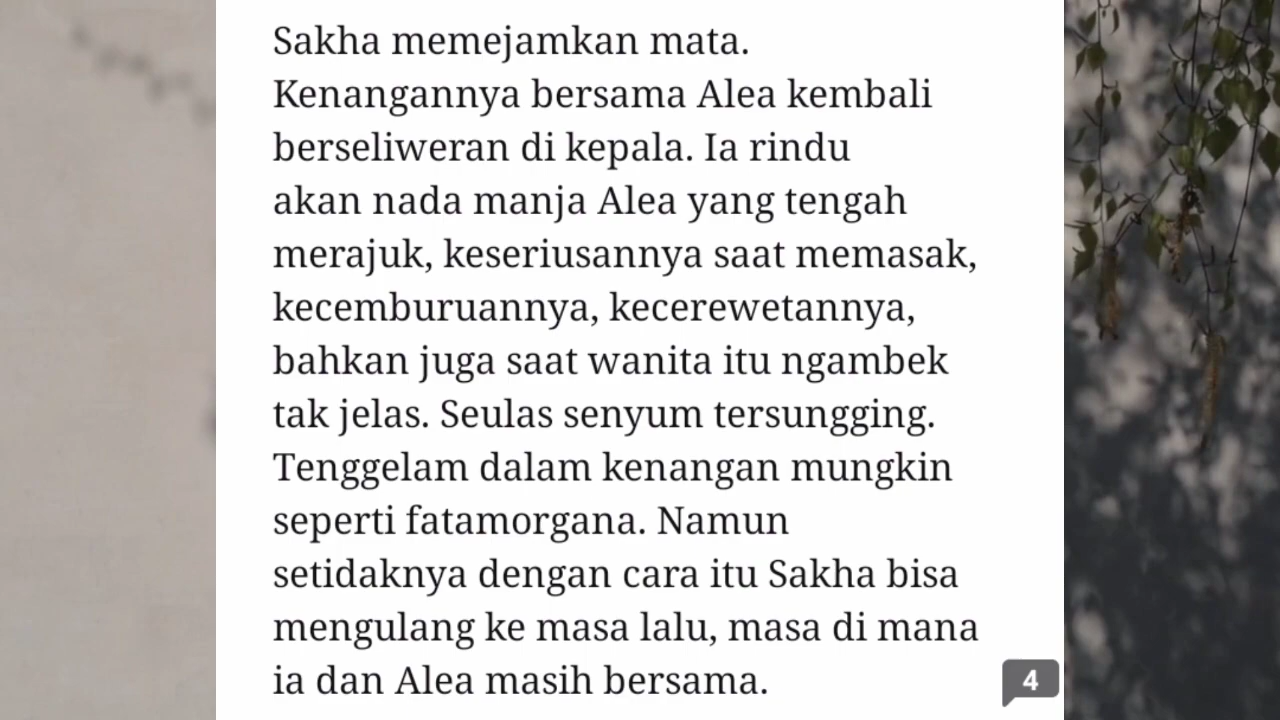 Sakha memejamkan mata.
Kenangannya bersama Alea kembali
berseliweran di kepala. Ia rindu
akan nada manja Alea yang tengah
merajuk, keseriusannya saat memasak,
kecemburuannya, kecerewetannya,
bahkan juga saat wanita itu ngambek
tak jelas. Seulas senyum tersungging.
Tenggelam dalam kenangan mungkin
seperti fatamorgana. Namun
setidaknya dengan cara itu Sakha bisa
mengulang ke masa lalu, masa di mana
ia dan Alea masih bersama.
4